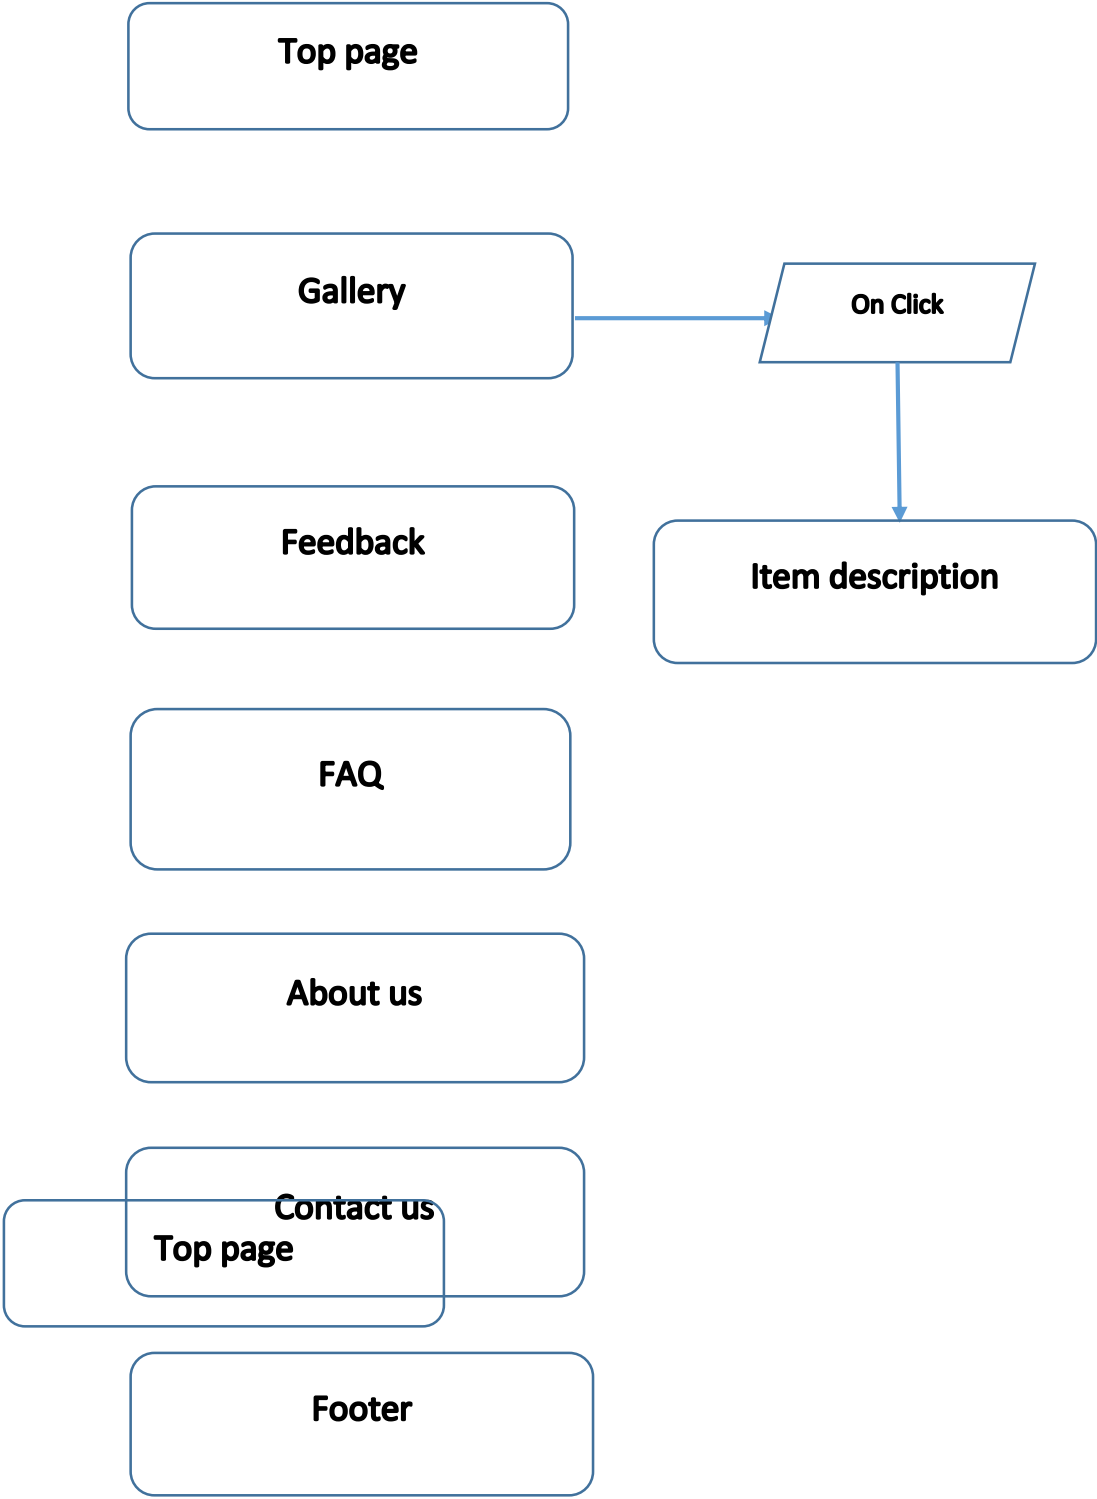 Top page
Gallery
On Click
Feedback
Item description
FAQ
About us
Contact us
Top page
Footer